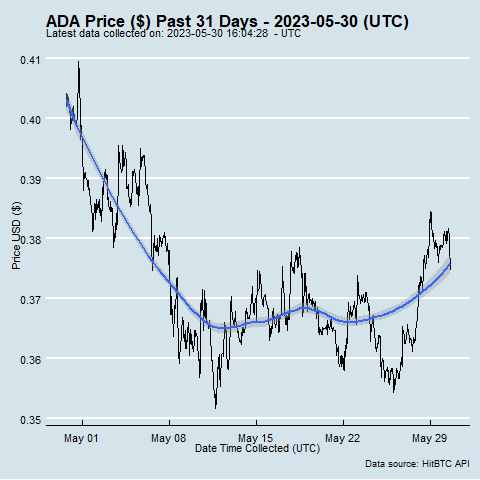 ADA Price ($) Past 31 Days - 2023-05-30 (UTC)
Latest data collected on: 2023-05-30 16:04:28 - UTC
0.41
0.40
0.39
0.38
0.37
0.36
0.35
Price USD ($)
May 01
May 08
May 15
May 22
May 29
Date Time Collected (UTC)
Data source: HitBTC API